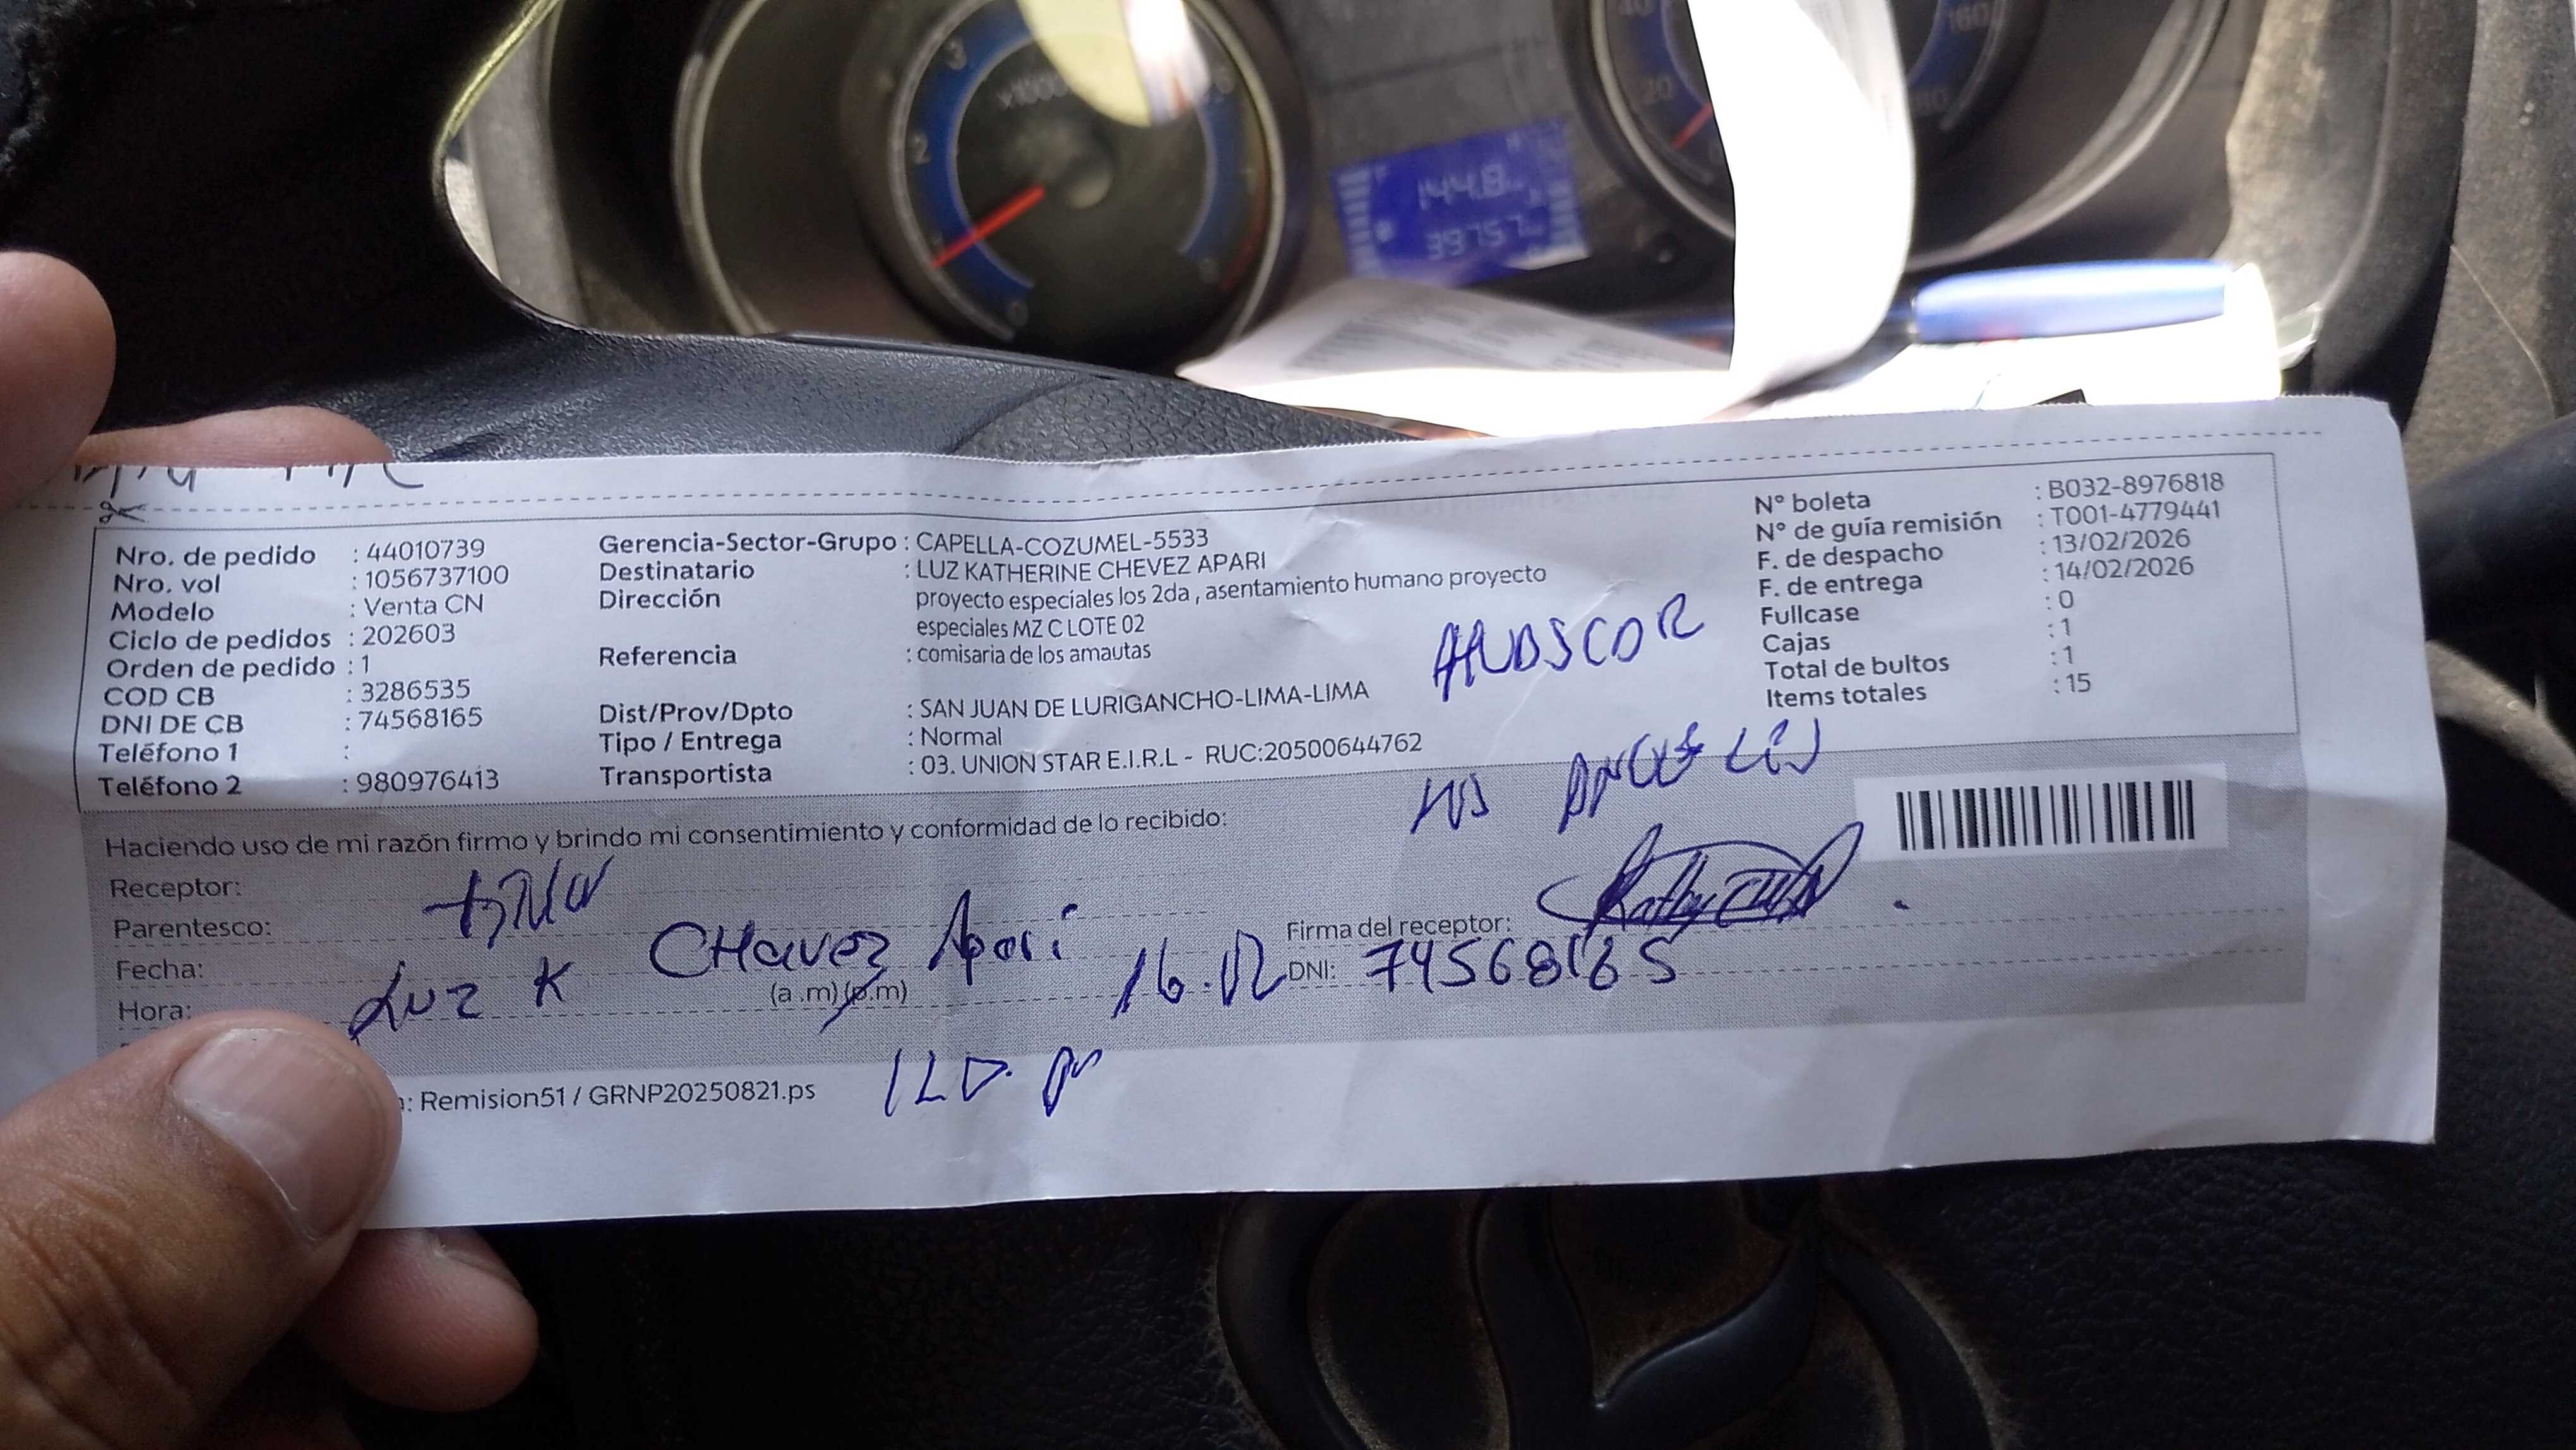 Nro. de pedido : 44010739
Nro. vol : 1056737100
Modelo : Venta CN
Ciclo de pedidos : 202603
Orden de pedido : 1
COD CB : 3286535
DNI DE CB : 74568165
Teléfono 1 :
Teléfono 2 : 980976413
Gerencia-Sector-Grupo : CAPELLA-COZUMEL-5533
Destinatario : LUZ KATHERINE CHEVEZ APARI
Dirección proyecto especiales los 2da , asentamiento humano proyecto
especiales MZ C LOTE 02
Referencia : comisaria de los amautas
Dist/Prov/Dpto : SAN JUAN DE LURIGANCHO-LIMA-LIMA
Tipo / Entrega : Normal
Transportista : 03. UNION STAR E.I.R.L - RUC:20500644762
N° boleta : B032-8976818
N° de guía remisión : T001-4779441
F. de despacho : 13/02/2026
F. de entrega : 14/02/2026
Fullcase : 0
Cajas : 1
Total de bultos : 1
Items totales : 15
Haciendo uso de mi razón firmo y brindo mi consentimiento y conformidad de lo recibido:
Receptor:
Parentesco:
Fecha:
Luz K CHavez Apari
Hora: (a .m) (p.m)
Firma del receptor:
DNI: 74568165
: Remision51 / GRNP20250821.ps